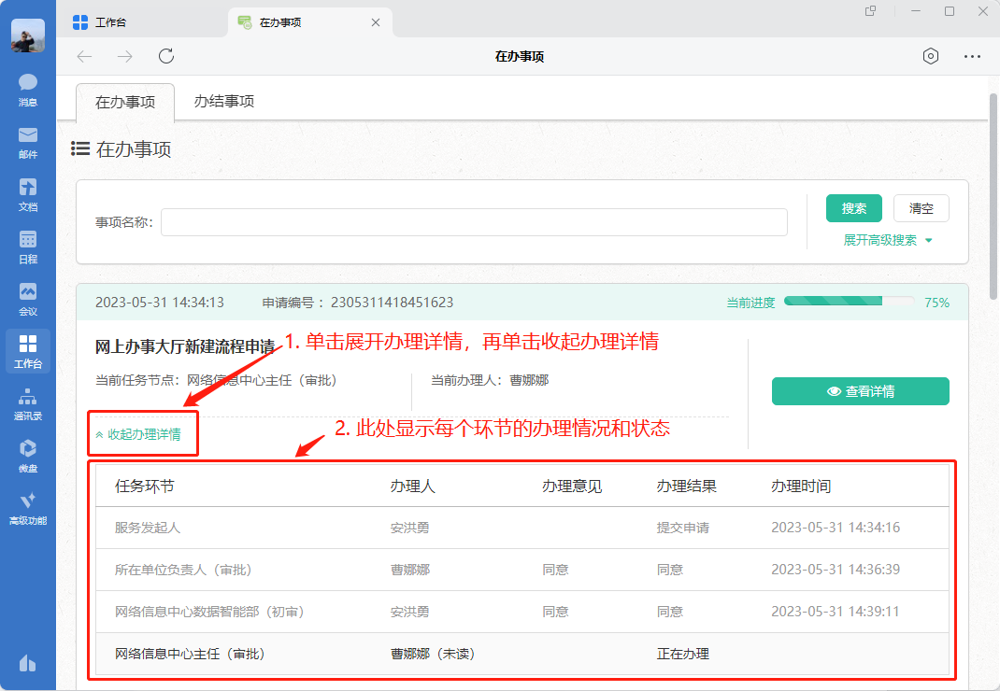 工作台
在办事项
在办事项
消息
邮件
文档
日程
会议
工作台
通讯录
微盘
高级功能
在办事项
办结事项
在办事项
事项名称：
搜索
清空
展开高级搜索
2023-05-31 14:34:13
申请编号： 2305311418451623
当前进度
75%
网上办事大厅新建流程申请
1. 单击展开办理详情，再单击收起办理详情
当前任务节点：网络信息中心主任（审批）
当前办理人：曹娜娜
查看详情
收起办理详情
2. 此处显示每个环节的办理情况和状态
任务环节 办理人 办理意见 办理结果 办理时间
服务发起人 安洪勇 提交申请 2023-05-31 14:34:16
所在单位负责人（审批） 曹娜娜 同意 同意 2023-05-31 14:36:39
网络信息中心数据智能部（初审） 安洪勇 同意 同意 2023-05-31 14:39:11
网络信息中心主任（审批） 曹娜娜（未读） 正在办理